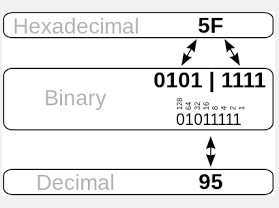 Hexadecimal 5F
0101 | 1111
Binary
128 64 32 16 8 4 2 1
01011111
Decimal 95